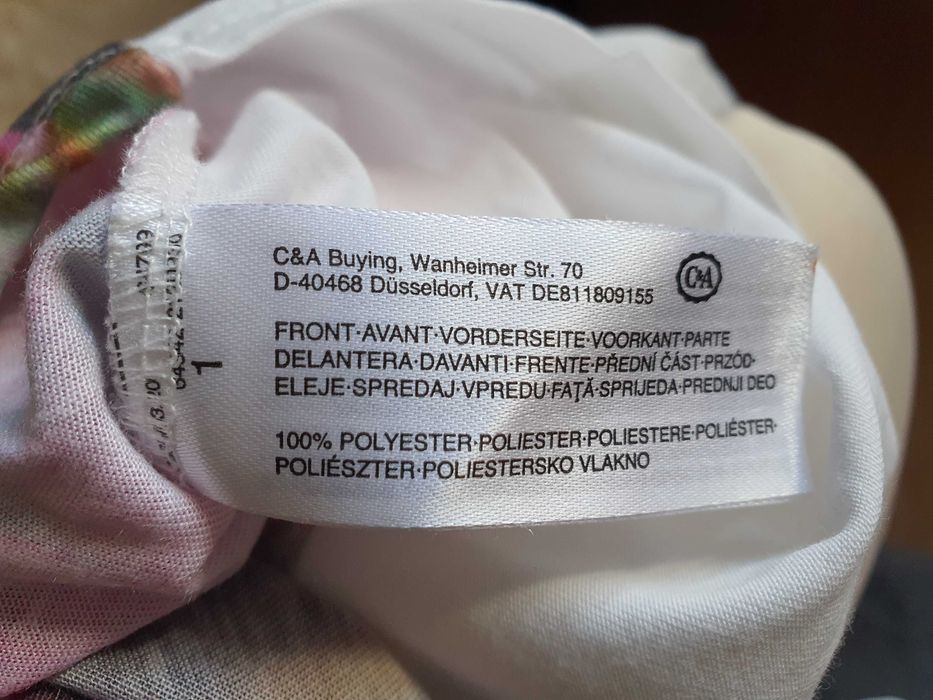 C&A Buying, Wanheimer Str. 70
D-40468 Düsseldorf, VAT DE811809155
C&A
FRONT·AVANT·VORDERSEITE·VOORKANT·PARTE
DELANTERA·DAVANTI·FRENTE·PŘEDNÍ ČÁST·PRZÓD·
ELEJE·SPREDAJ·VPREDU·FAŢĂ·SPRIJEDA·PREDNJI DEO
100% POLYESTER·POLIESTER·POLIESTERE·POLIÉSTER·
POLIÉSZTER·POLIESTERSKO VLAKNO
1